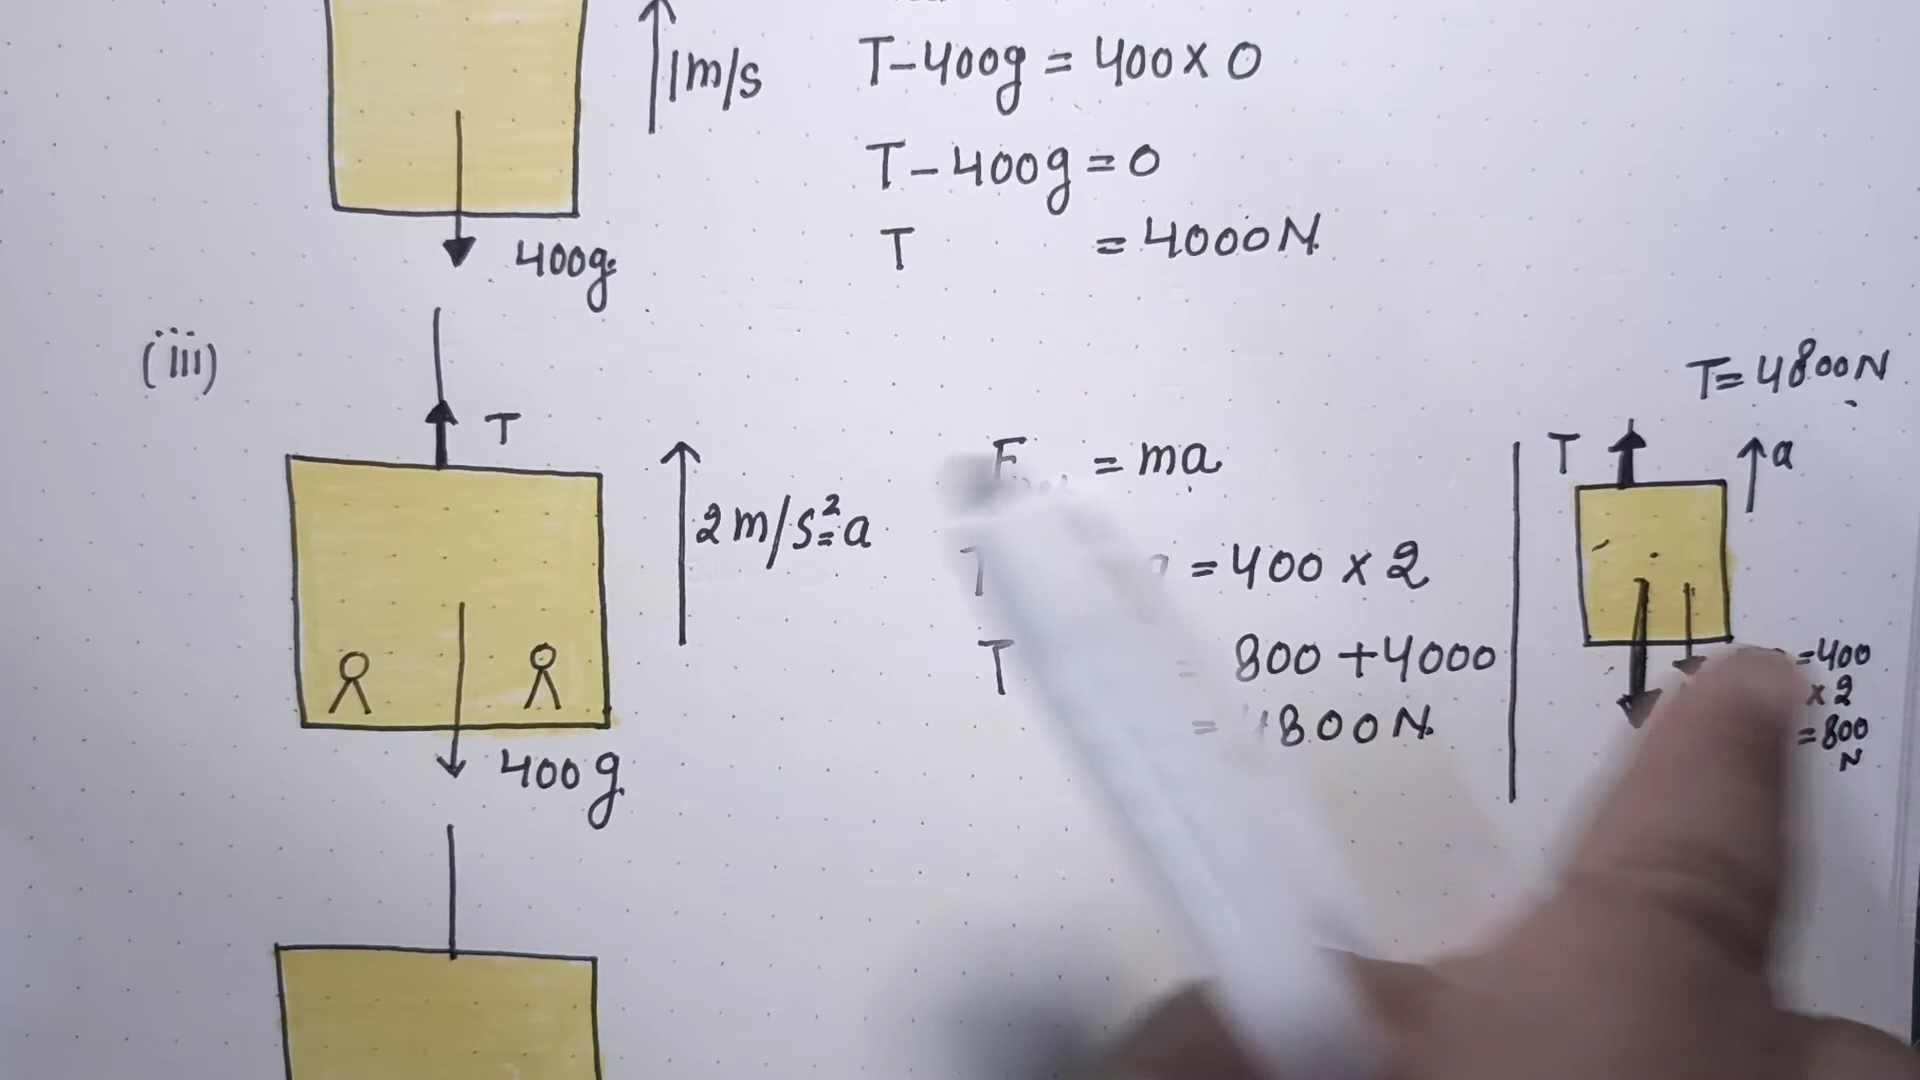 1m/s
T-400g = 400 x 0
T-400g = 0
T = 4000N
400g
(iii)
T
2m/s²=a
400g
= ma
T = 400 x 2
T = 800 + 4000
= 4800N
T = 4800N
T
a
=400
x 2
=800
N